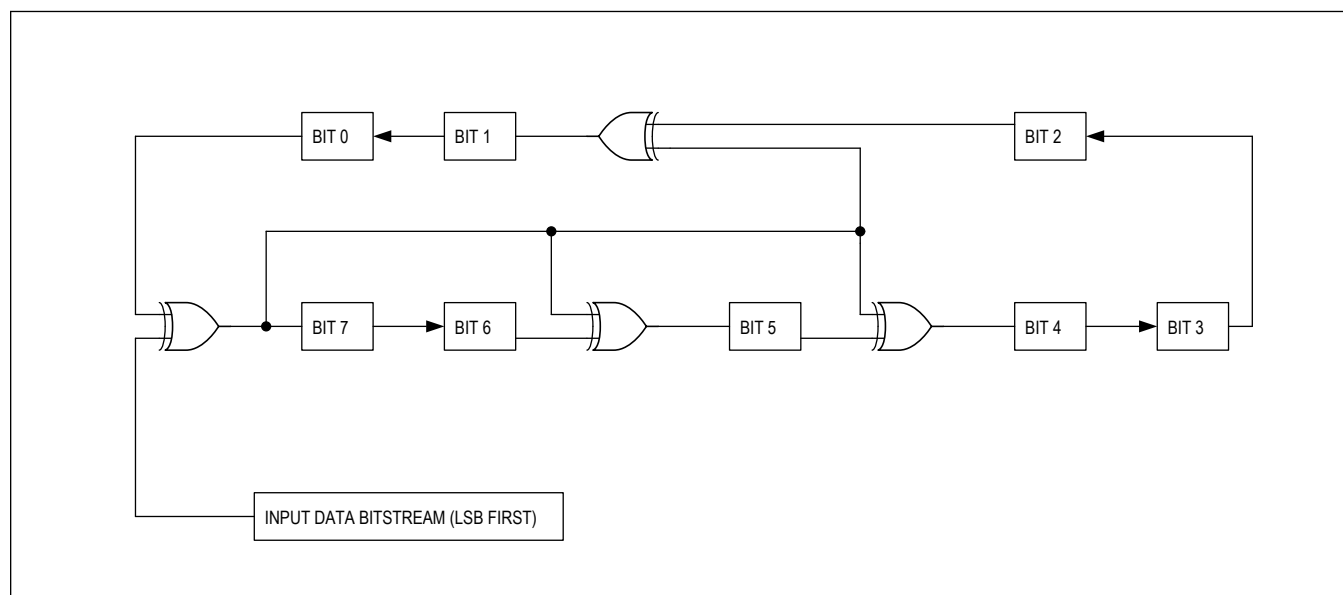 BIT 0
BIT 1
BIT 2
BIT 7
BIT 6
BIT 5
BIT 4
BIT 3
INPUT DATA BITSTREAM (LSB FIRST)